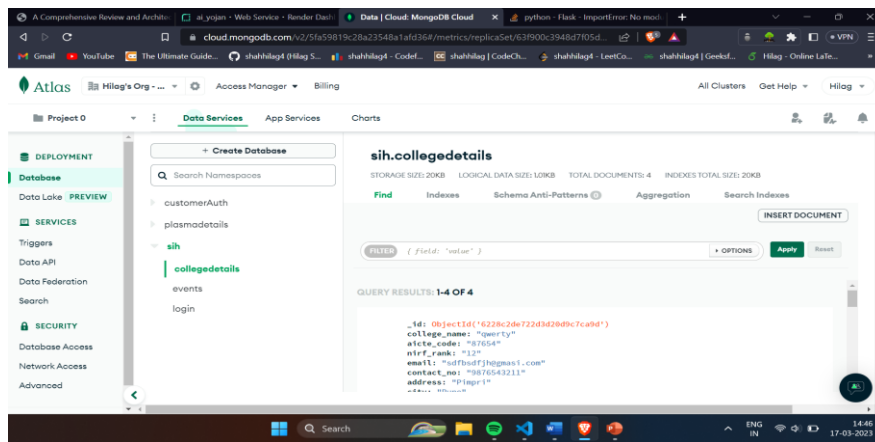 A Comprehensive Review and Archite
ai_yojan · Web Service · Render Dash
Data | Cloud: MongoDB Cloud
python - Flask - ImportError: No mod
cloud.mongodb.com/v2/5fa59819c28a23548a1afd36#/metrics/replicaSet/63f900c3948d7f05d...
VPN
Gmail
YouTube
The Ultimate Guide...
shahhilag4 (Hilag S...
shahhilag4 - Codef...
shahhilag | CodeCh...
shahhilag4 - LeetCo...
shahhilag4 | Geeksf...
Hilag - Online LaTe...
Atlas
Hilag's Org - ...
Access Manager
Billing
All Clusters
Get Help
Hilag
Project 0
Data Services
App Services
Charts
DEPLOYMENT
Database
Data Lake PREVIEW
SERVICES
Triggers
Data API
Data Federation
Search
SECURITY
Database Access
Network Access
Advanced
+ Create Database
Search Namespaces
customerAuth
plasmadetails
sih
collegedetails
events
login
sih.collegedetails
STORAGE SIZE: 20KB LOGICAL DATA SIZE: 1.01KB TOTAL DOCUMENTS: 4 INDEXES TOTAL SIZE: 20KB
Find Indexes Schema Anti-Patterns 0 Aggregation Search Indexes
INSERT DOCUMENT
FILTER { field: 'value' }
OPTIONS
Apply
Reset
QUERY RESULTS: 1-4 OF 4
_id: ObjectId('6228c2de722d3d20d9c7ca9d')
college_name: "qwerty"
aicte_code: "87654"
nirf_rank: "12"
email: "sdfbsdfjh@gmasi.com"
contact_no: "9876543211"
address: "Pimpri"
Search
ENG
IN
14:46
17-03-2023